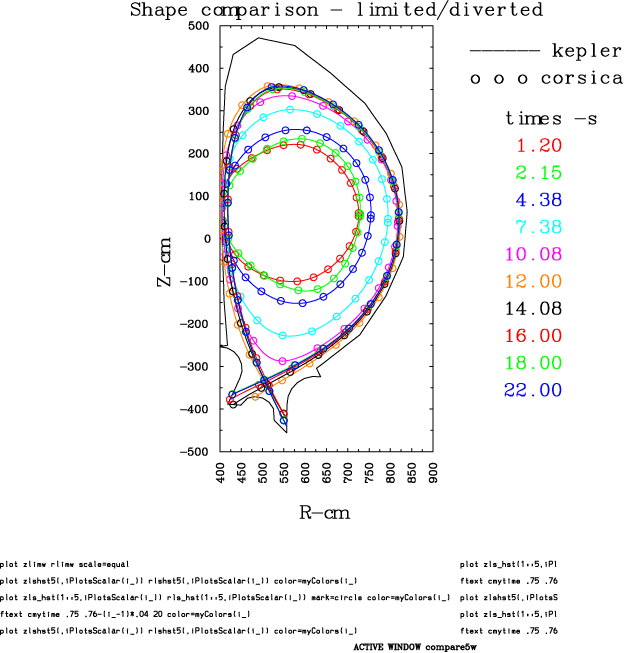 Shape comparison – limited/diverted
500
400
300
200
100
0
−100
−200
−300
−400
−500
Z–cm
400 450 500 550 600 650 700 750 800 850 900
R–cm
kepler
o o o corsica
times –s
1.20
2.15
4.38
7.38
10.08
12.00
14.08
16.00
18.00
22.00
plot zlimw rlimw scale=equal
plot zls_hst(1,,5,iPl
plot zlshst5(,iPlotsScalar(i_)) rlshst5(,iPlotsScalar(i_)) color=myColors(i_)
ftext cmytime .75 .76
plot zls_hst(1,,5,iPlotsScalar(i_)) rls_hst(1,,5,iPlotsScalar(i_)) mark=circle color=myColors(i_)
plot zlshst5(,iPlotsS
ftext cmytime .75 .76-(i_-1)*.04 20 color=myColors(i_)
plot zls_hst(1,,5,iPl
plot zlshst5(,iPlotsScalar(i_)) rlshst5(,iPlotsScalar(i_)) color=myColors(i_)
ftext cmytime .75 .76
ACTIVE WINDOW compare5w